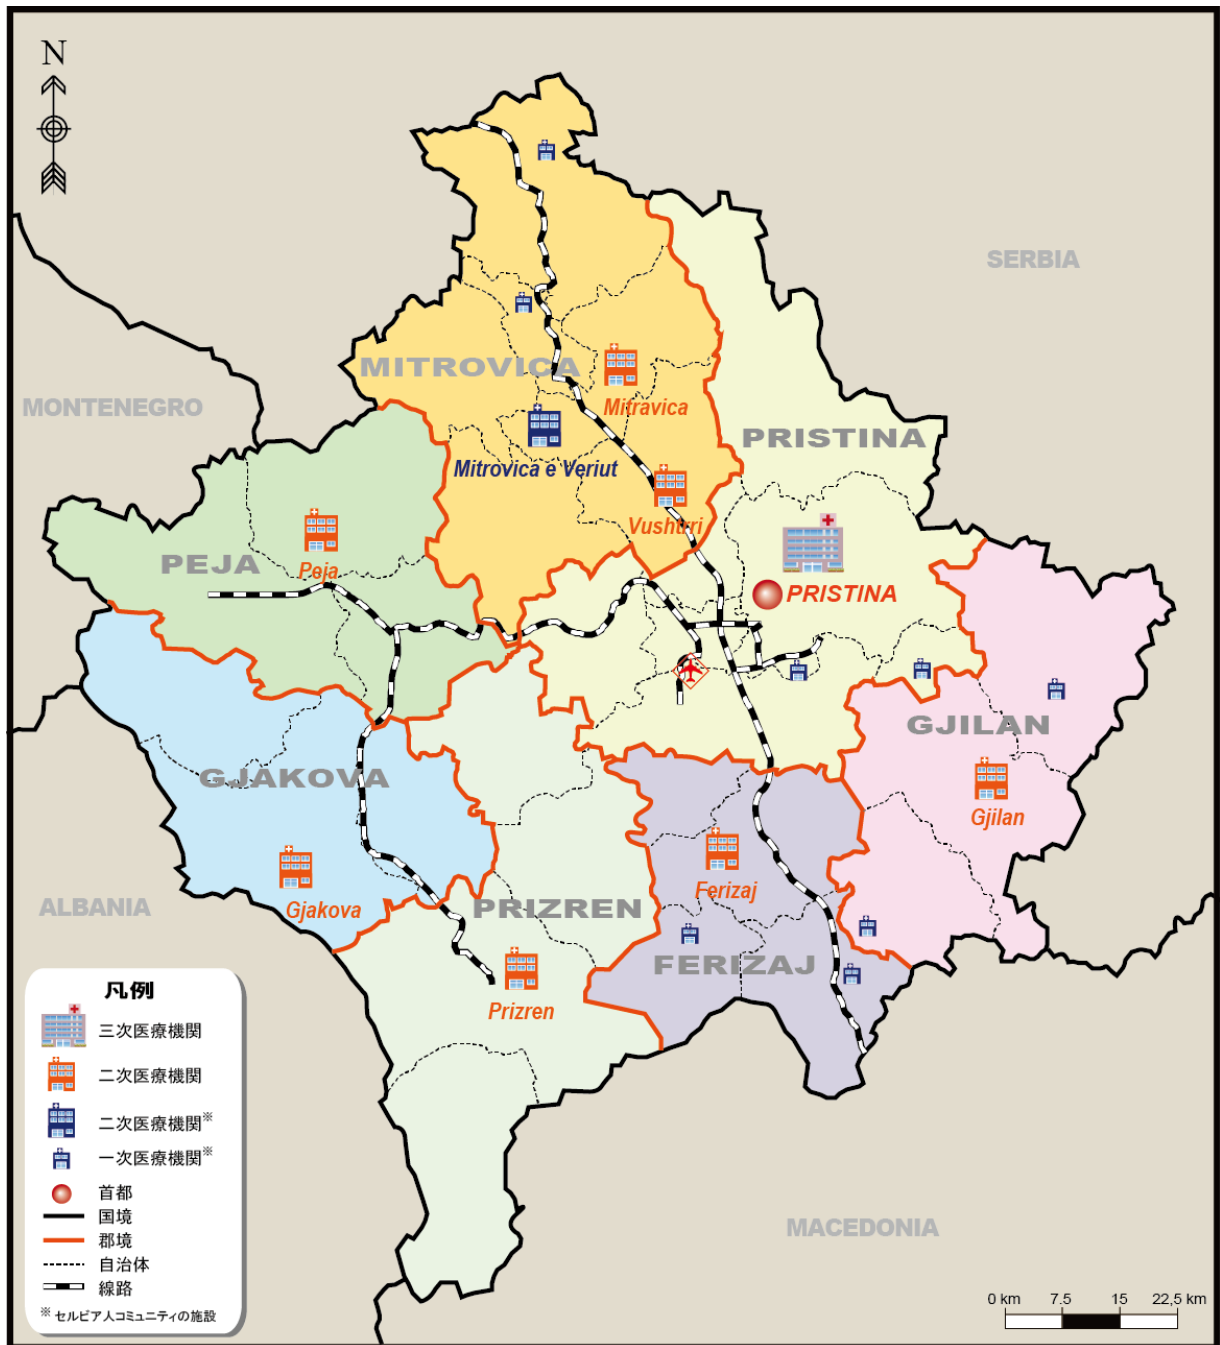 N
SERBIA
MITROVICA
MONTENEGRO
Mitravica
PRISTINA
Mitrovica e Veriut
Vushtrri
PEJA
Peja
PRISTINA
GJILAN
GJAKOVA
Gjilan
Ferizaj
ALBANIA
Gjakova
PRIZREN
FERIZAJ
Prizren
凡例
三次医療機関
二次医療機関
二次医療機関※
一次医療機関※
首都
国境
郡境
自治体
線路
※ セルビア人コミュニティの施設
MACEDONIA
0 km 7.5 15 22,5 km